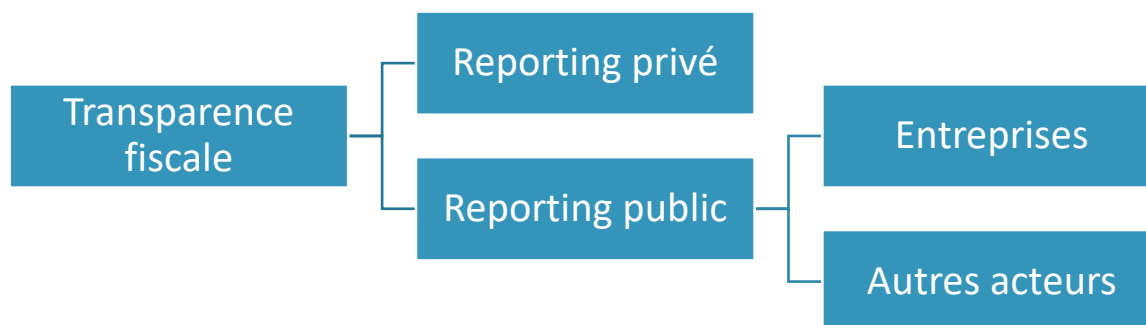 Transparence
fiscale
Reporting privé
Reporting public
Entreprises
Autres acteurs